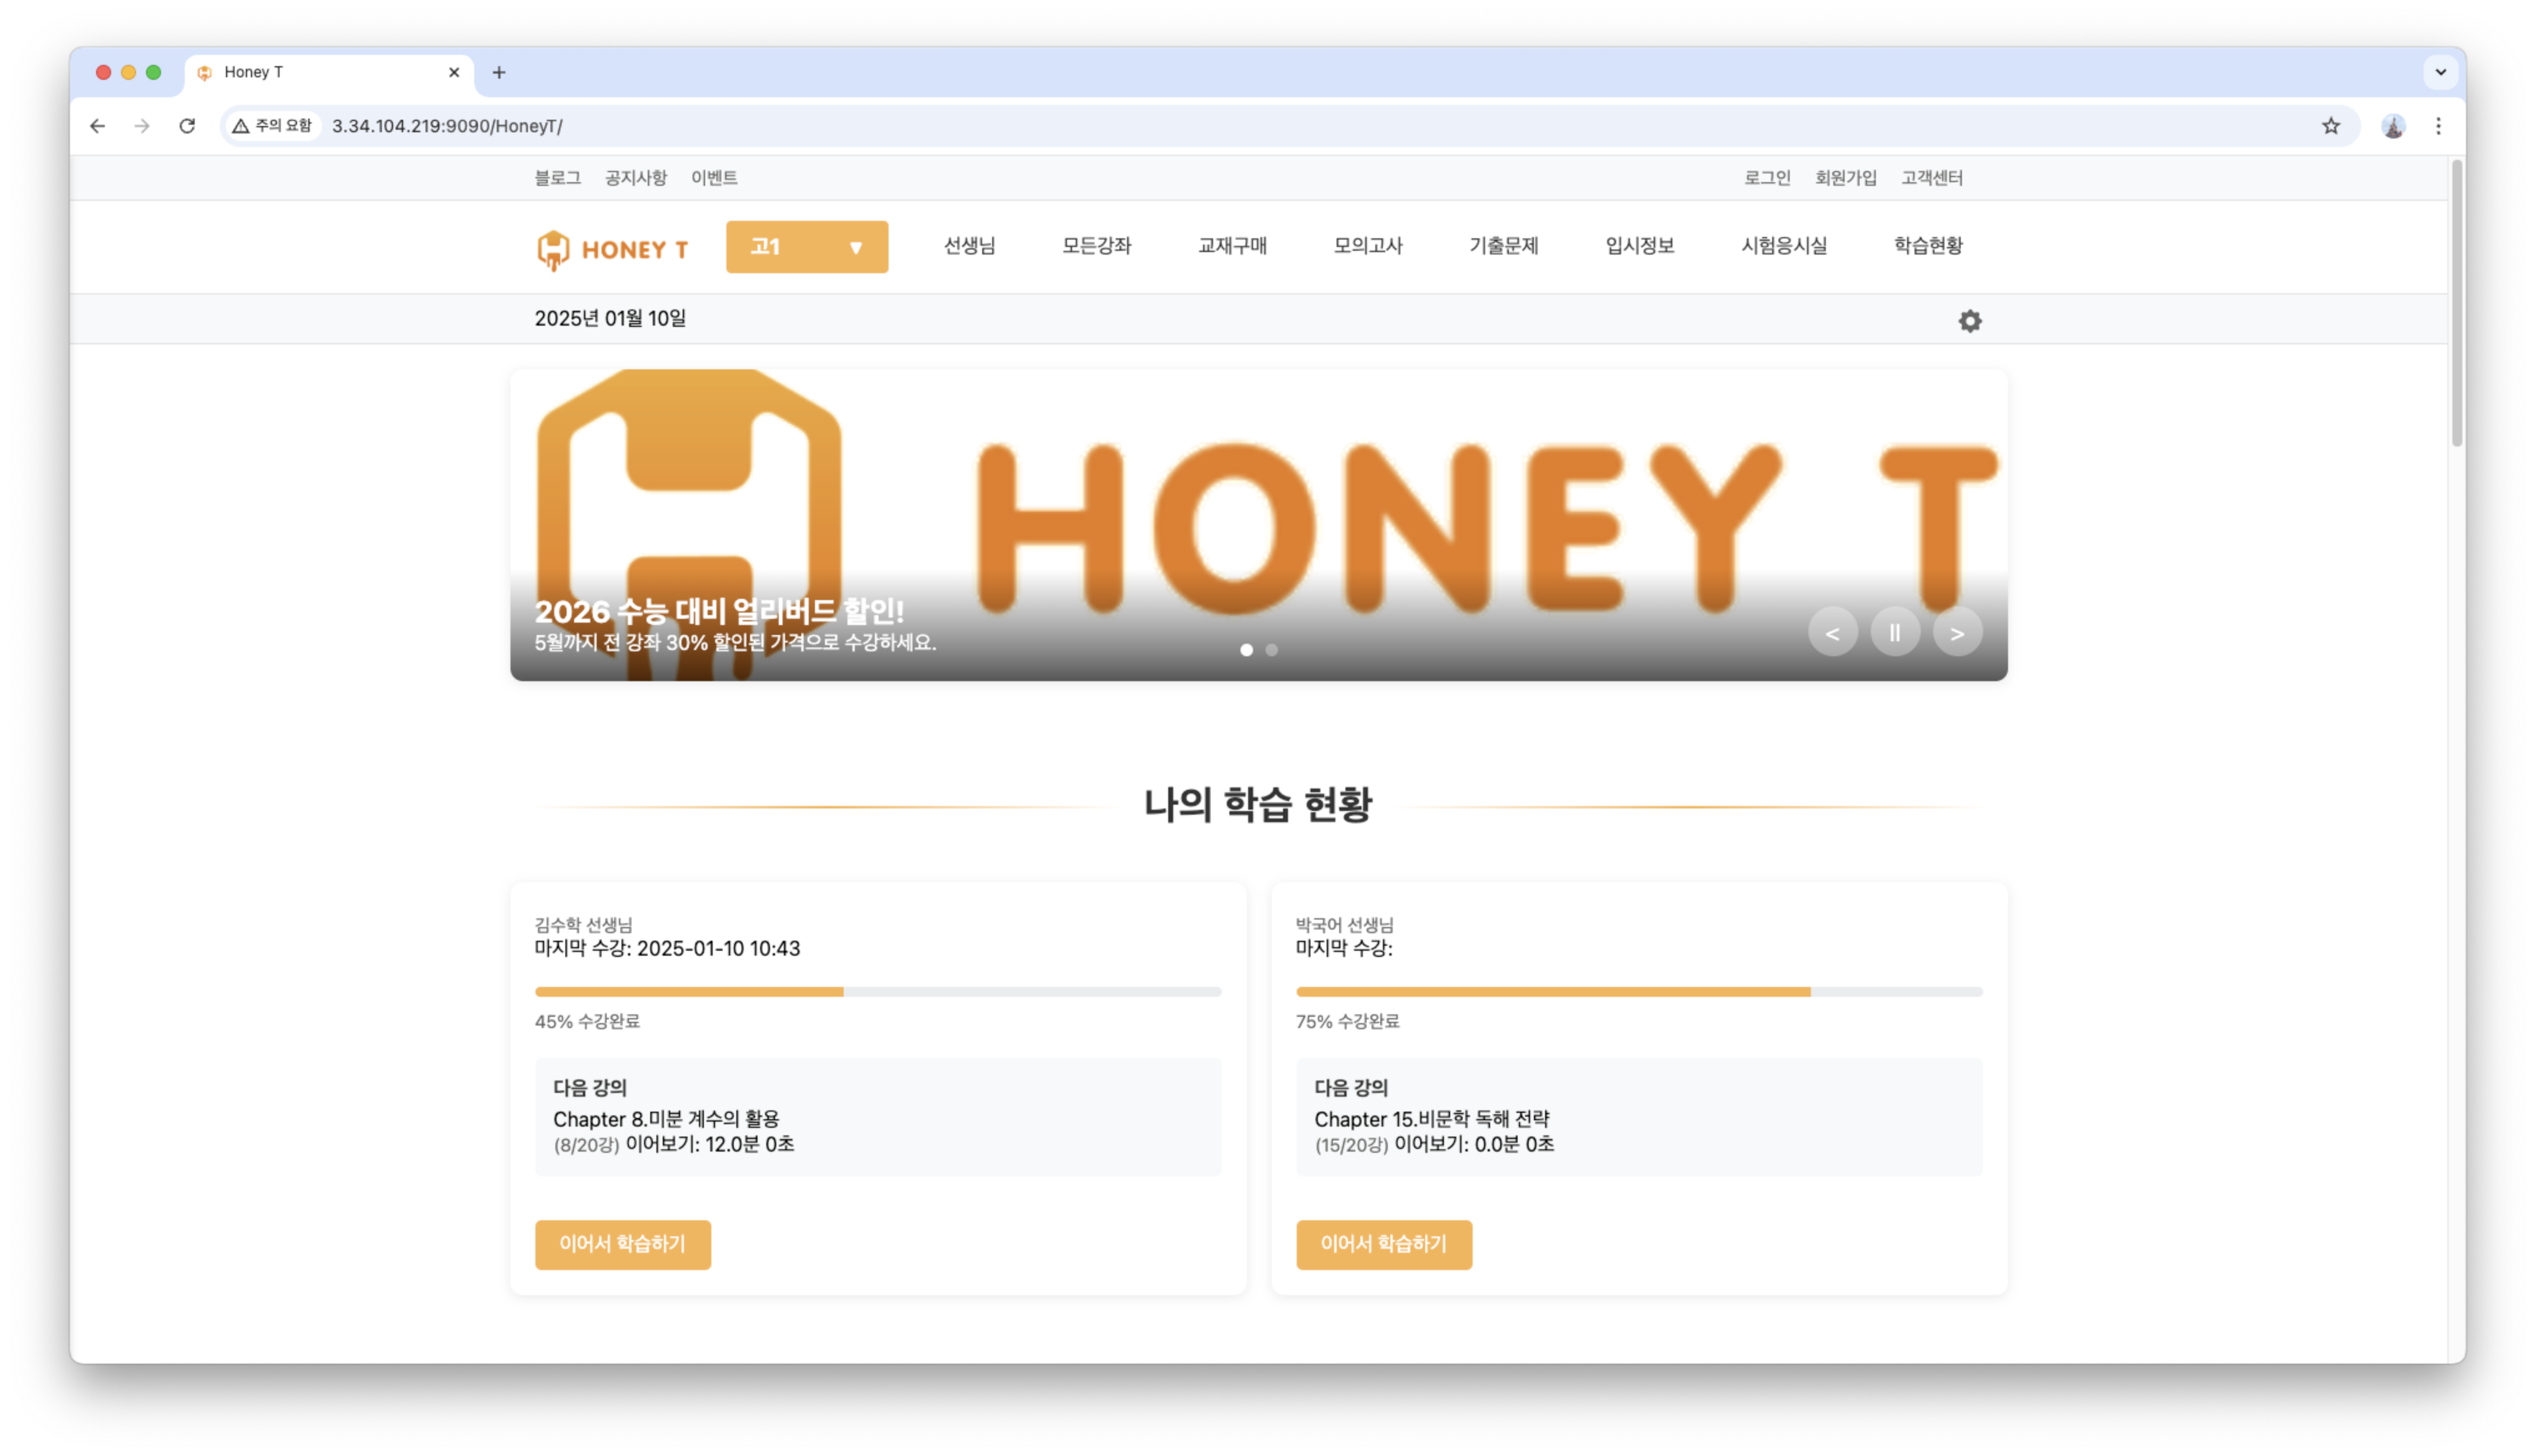 Honey T
주의 요함 3.34.104.219:9090/HoneyT/
블로그 공지사항 이벤트 로그인 회원가입 고객센터
HONEY T 고1 ▼ 선생님 모든강좌 교재구매 모의고사 기출문제 입시정보 시험응시실 학습현황
2025년 01월 10일
HONEY T
2026 수능 대비 얼리버드 할인!
5월까지 전 강좌 30% 할인된 가격으로 수강하세요.
< II >
나의 학습 현황
김수학 선생님
마지막 수강: 2025-01-10 10:43
45% 수강완료
다음 강의
Chapter 8.미분 계수의 활용
(8/20강) 이어보기: 12.0분 0초
이어서 학습하기
박국어 선생님
마지막 수강:
75% 수강완료
다음 강의
Chapter 15.비문학 독해 전략
(15/20강) 이어보기: 0.0분 0초
이어서 학습하기